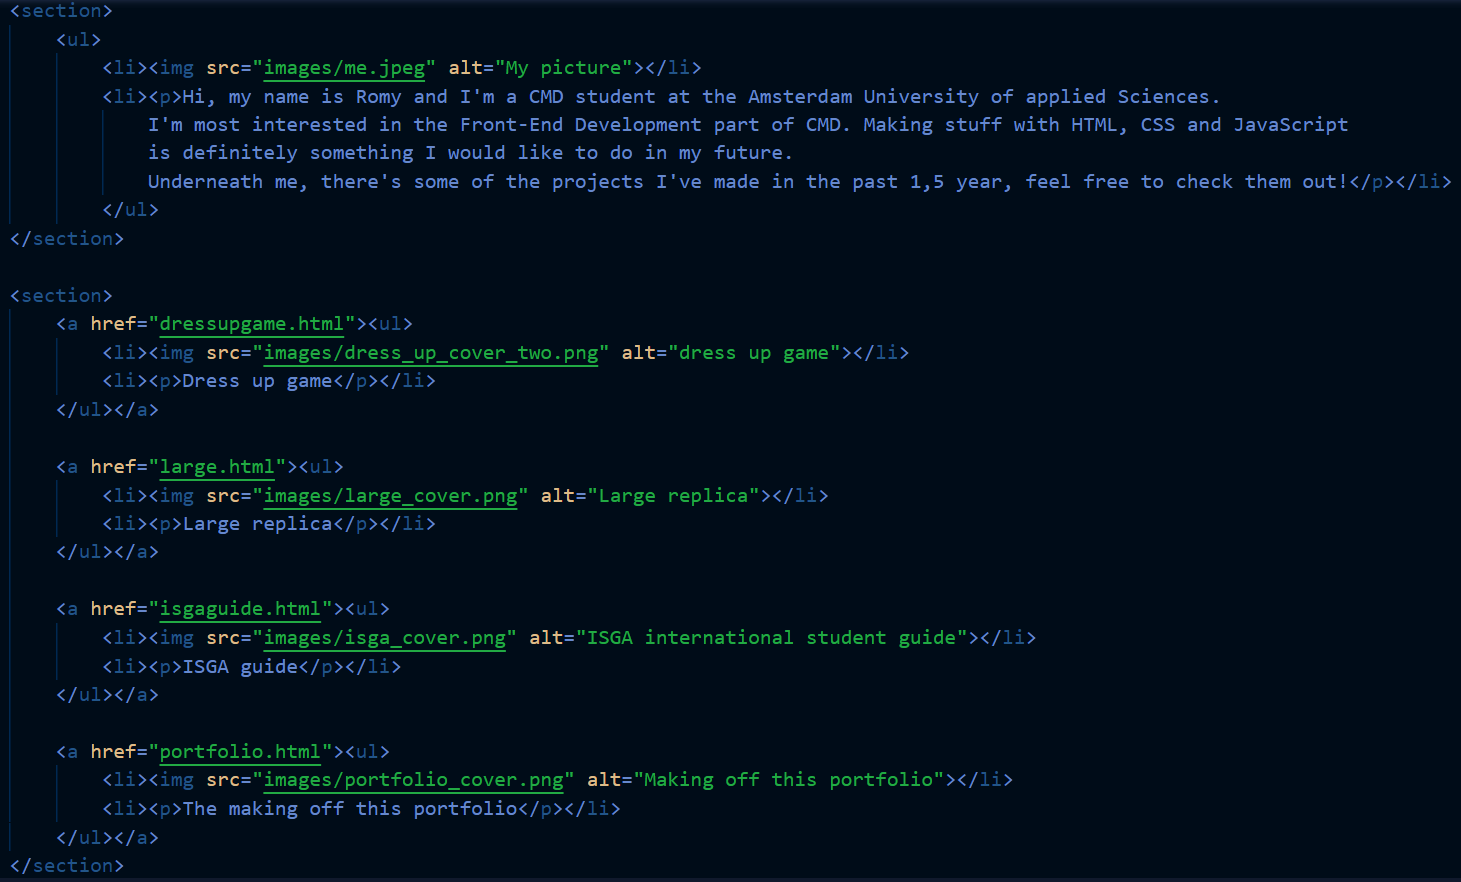 <section>
    <ul>
        <li><img src="images/me.jpeg" alt="My picture"></li>
        <li><p>Hi, my name is Romy and I'm a CMD student at the Amsterdam University of applied Sciences.
            I'm most interested in the Front-End Development part of CMD. Making stuff with HTML, CSS and JavaScript
            is definitely something I would like to do in my future.
            Underneath me, there's some of the projects I've made in the past 1,5 year, feel free to check them out!</p></li>
        </ul>
</section>

<section>
    <a href="dressupgame.html"><ul>
        <li><img src="images/dress_up_cover_two.png" alt="dress up game"></li>
        <li><p>Dress up game</p></li>
    </ul></a>

    <a href="large.html"><ul>
        <li><img src="images/large_cover.png" alt="Large replica"></li>
        <li><p>Large replica</p></li>
    </ul></a>

    <a href="isgaguide.html"><ul>
        <li><img src="images/isga_cover.png" alt="ISGA international student guide"></li>
        <li><p>ISGA guide</p></li>
    </ul></a>

    <a href="portfolio.html"><ul>
        <li><img src="images/portfolio_cover.png" alt="Making off this portfolio"></li>
        <li><p>The making off this portfolio</p></li>
    </ul></a>
</section>